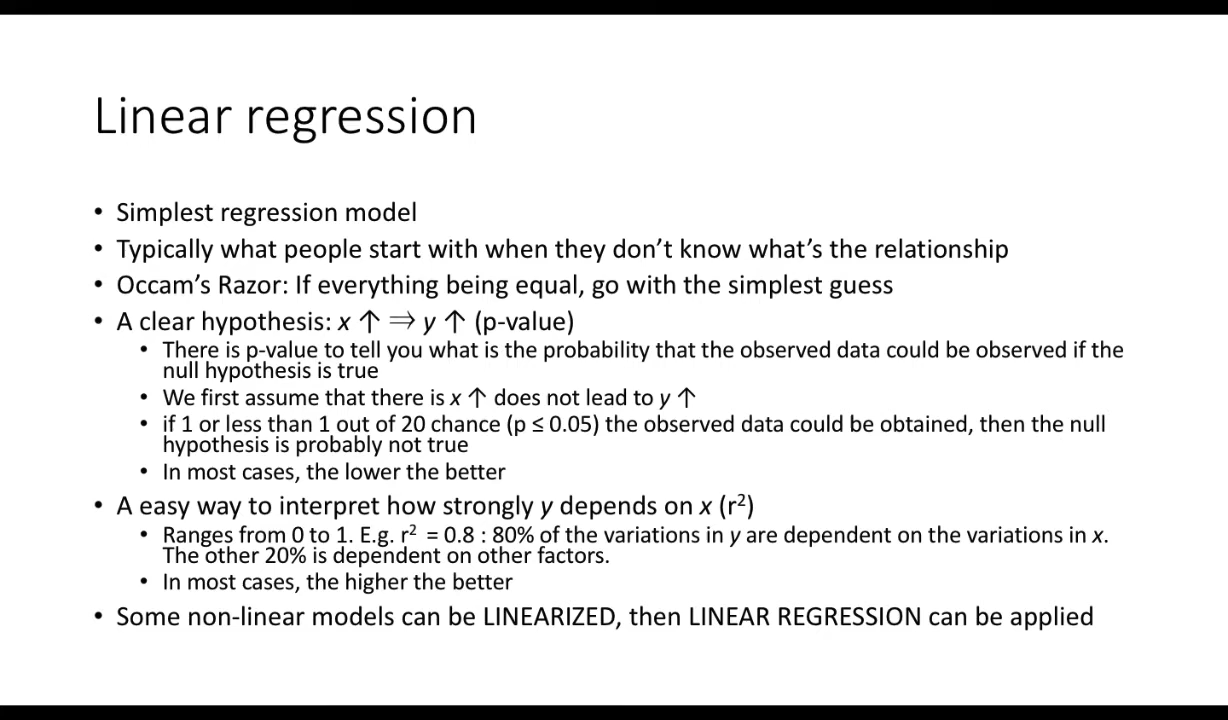 Linear regression
• Simplest regression model
• Typically what people start with when they don’t know what’s the relationship
• Occam’s Razor: If everything being equal, go with the simplest guess
• A clear hypothesis: x ↑ ⇒ y ↑ (p-value)
• There is p-value to tell you what is the probability that the observed data could be observed if the
null hypothesis is true
• We first assume that there is x ↑ does not lead to y ↑
• if 1 or less than 1 out of 20 chance (p ≤ 0.05) the observed data could be obtained, then the null
hypothesis is probably not true
• In most cases, the lower the better
• A easy way to interpret how strongly y depends on x (r²)
• Ranges from 0 to 1. E.g. r² = 0.8 : 80% of the variations in y are dependent on the variations in x.
The other 20% is dependent on other factors.
• In most cases, the higher the better
• Some non-linear models can be LINEARIZED, then LINEAR REGRESSION can be applied